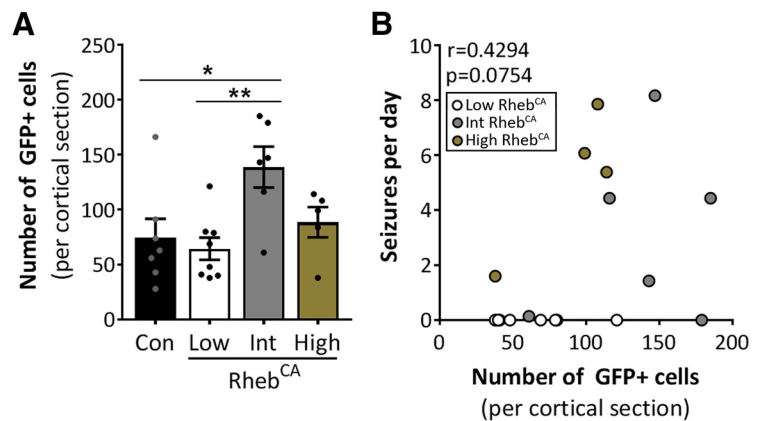 A
Number of GFP+ cells
(per cortical section)
250
200
150
100
50
0
*
**
Con Low Int High
Rheb^CA
B
Seizures per day
10
8
6
4
2
0
r=0.4294
p=0.0754
Low Rheb^CA
Int Rheb^CA
High Rheb^CA
0 50 100 150 200
Number of GFP+ cells
(per cortical section)